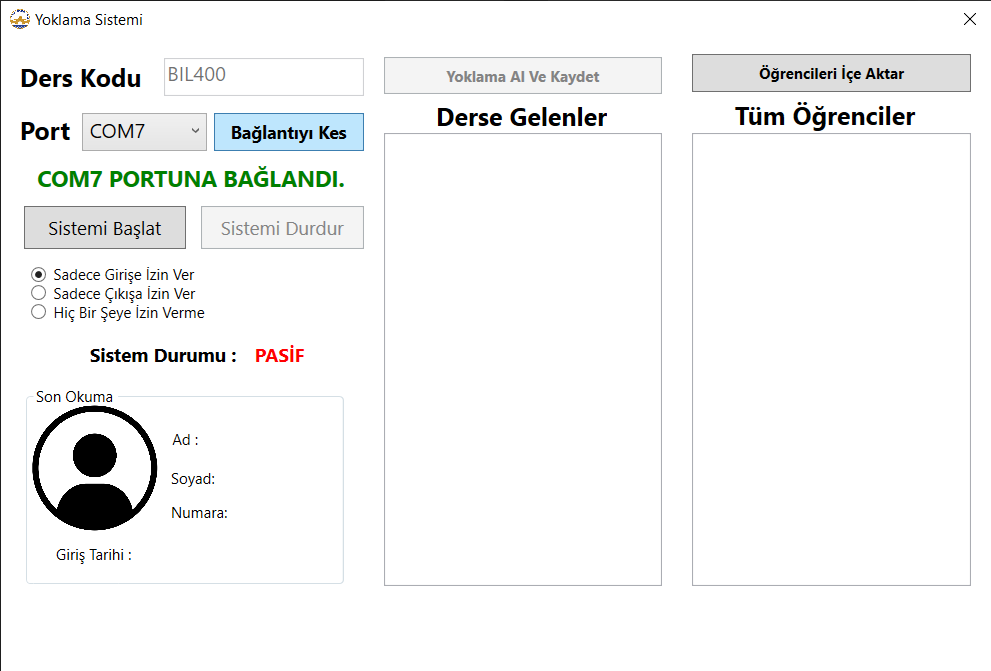 Yoklama Sistemi
Ders Kodu
BIL400
Port
COM7
Bağlantıyı Kes
COM7 PORTUNA BAĞLANDI.
Sistemi Başlat
Sistemi Durdur
Sadece Girişe İzin Ver
Sadece Çıkışa İzin Ver
Hiç Bir Şeye İzin Verme
Sistem Durumu :
PASİF
Son Okuma
Ad :
Soyad:
Numara:
Giriş Tarihi :
Yoklama Al Ve Kaydet
Derse Gelenler
Öğrencileri İçe Aktar
Tüm Öğrenciler